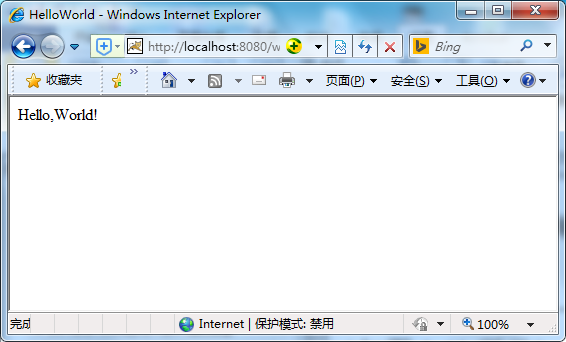 HelloWorld - Windows Internet Explorer
http://localhost:8080/w
Bing
收藏夹 » 页面(P) 安全(S) 工具(O)
Hello,World!
完成 Internet | 保护模式: 禁用 100%